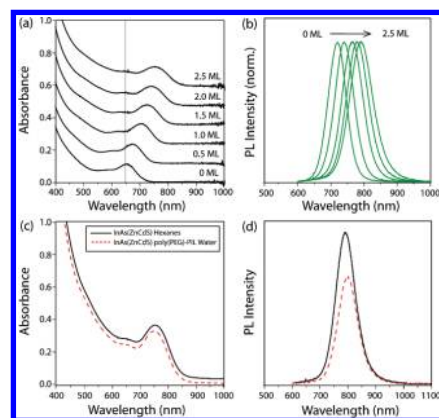 (a)
1.0
0.8
0.6
0.4
0.2
0.0
Absorbance
2.5 ML
2.0 ML
1.5 ML
1.0 ML
0.5 ML
0 ML
400 500 600 700 800 900 1000
Wavelength (nm)
(b)
0 ML
2.5 ML
PL Intensity (norm.)
500 600 700 800 900 1000
Wavelength (nm)
(c)
1.0
0.8
0.6
0.4
0.2
0.0
Absorbance
InAs(ZnCdS) Hexanes
InAs(ZnCdS) poly(PEG)-PIL Water
400 500 600 700 800 900 1000
Wavelength (nm)
(d)
PL Intensity
500 600 700 800 900 1000 1100
Wavelength (nm)